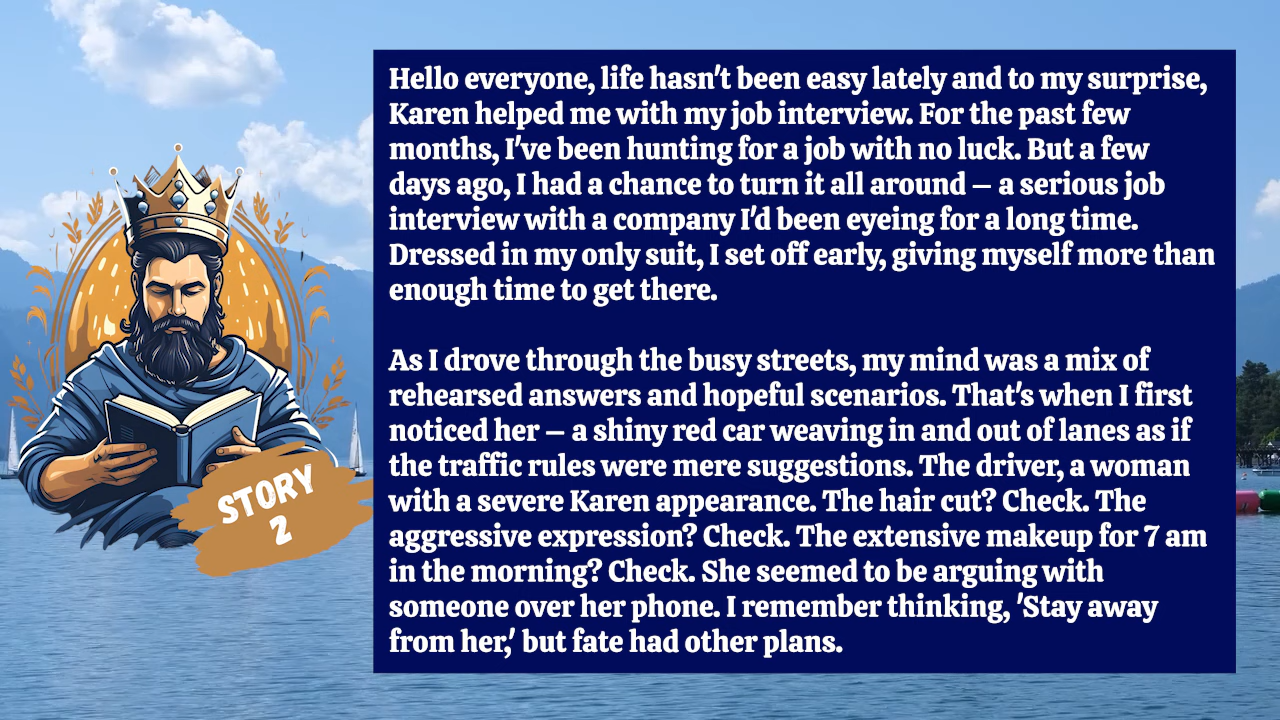 Hello everyone, life hasn't been easy lately and to my surprise,
Karen helped me with my job interview. For the past few
months, I've been hunting for a job with no luck. But a few
days ago, I had a chance to turn it all around – a serious job
interview with a company I'd been eyeing for a long time.
Dressed in my only suit, I set off early, giving myself more than
enough time to get there.
As I drove through the busy streets, my mind was a mix of
rehearsed answers and hopeful scenarios. That's when I first
noticed her – a shiny red car weaving in and out of lanes as if
the traffic rules were mere suggestions. The driver, a woman
with a severe Karen appearance. The hair cut? Check. The
aggressive expression? Check. The extensive makeup for 7 am
in the morning? Check. She seemed to be arguing with
someone over her phone. I remember thinking, 'Stay away
from her,' but fate had other plans.
STORY
2